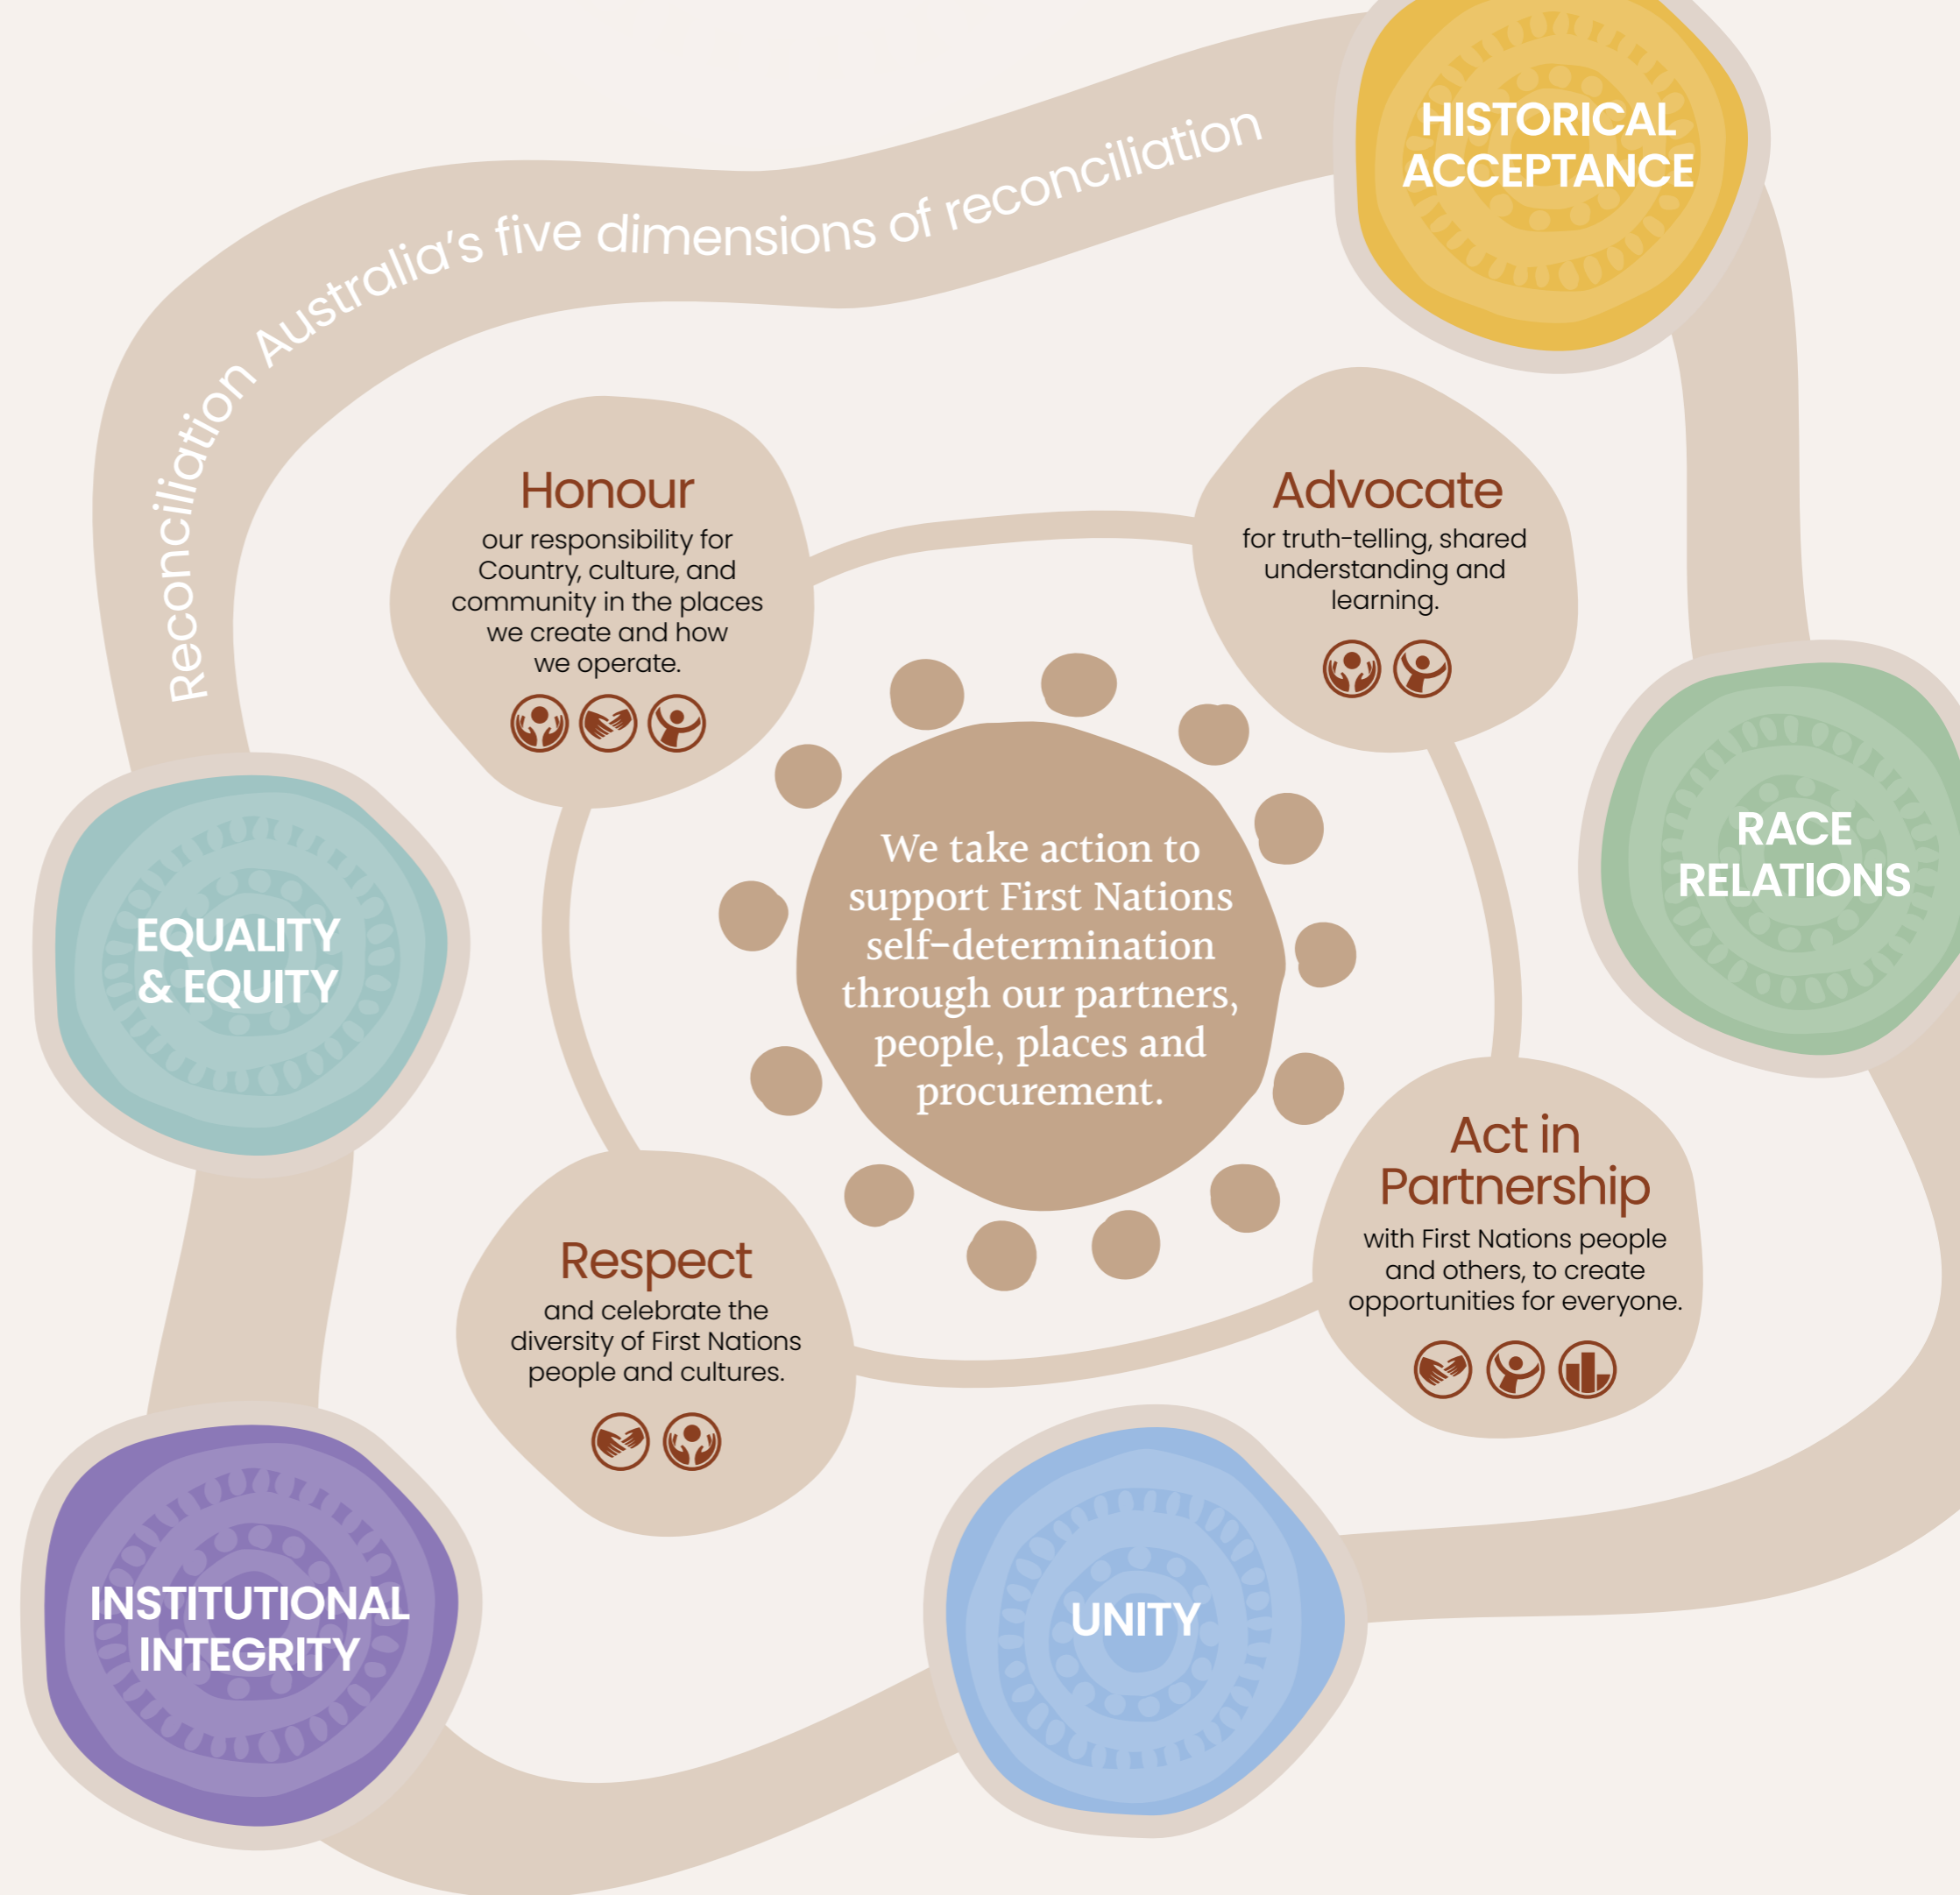 Reconciliation Australia's five dimensions of reconciliation
HISTORICAL
ACCEPTANCE
Honour
our responsibility for
Country, culture, and
community in the places
we create and how
we operate.
Advocate
for truth-telling, shared
understanding and
learning.
RACE
RELATIONS
EQUALITY
& EQUITY
We take action to
support First Nations
self-determination
through our partners,
people, places and
procurement.
Act in
Partnership
with First Nations people
and others, to create
opportunities for everyone.
Respect
and celebrate the
diversity of First Nations
people and cultures.
INSTITUTIONAL
INTEGRITY
UNITY